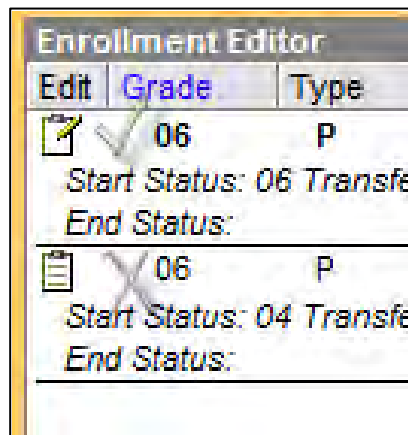 Enrollment Editor
Edit Grade Type
06 P
Start Status: 06 Transfe
End Status:
06 P
Start Status: 04 Transfe
End Status: